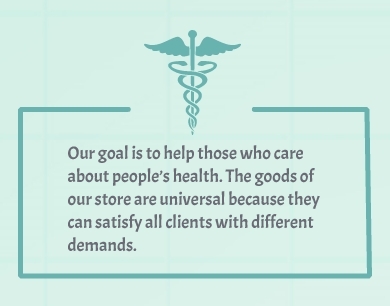 Our goal is to help those who care
about people's health. The goods of
our store are universal because they
can satisfy all clients with different
demands.